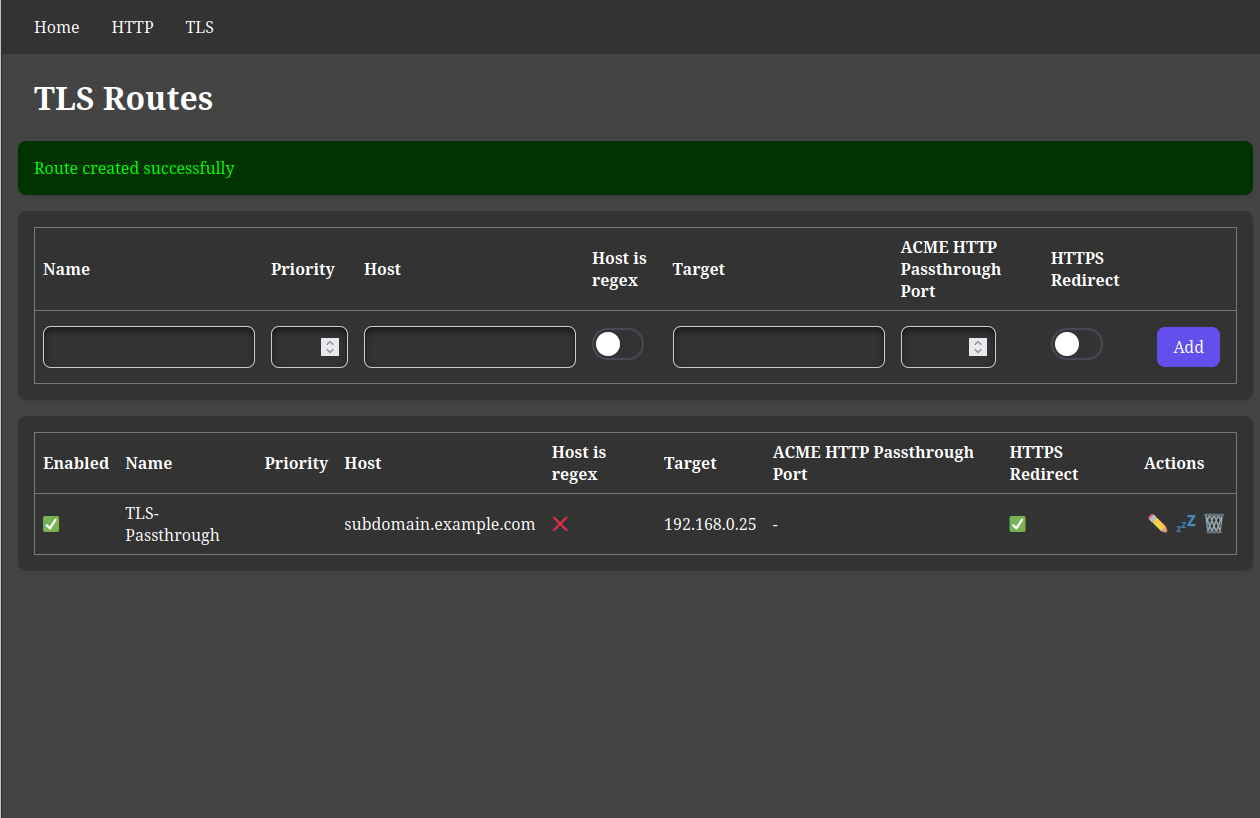 Home HTTP TLS
TLS Routes
Route created successfully
Name Priority Host Host is regex Target ACME HTTP Passthrough Port HTTPS Redirect
Add
Enabled Name Priority Host Host is regex Target ACME HTTP Passthrough Port HTTPS Redirect Actions
TLS-
Passthrough
subdomain.example.com 192.168.0.25 -